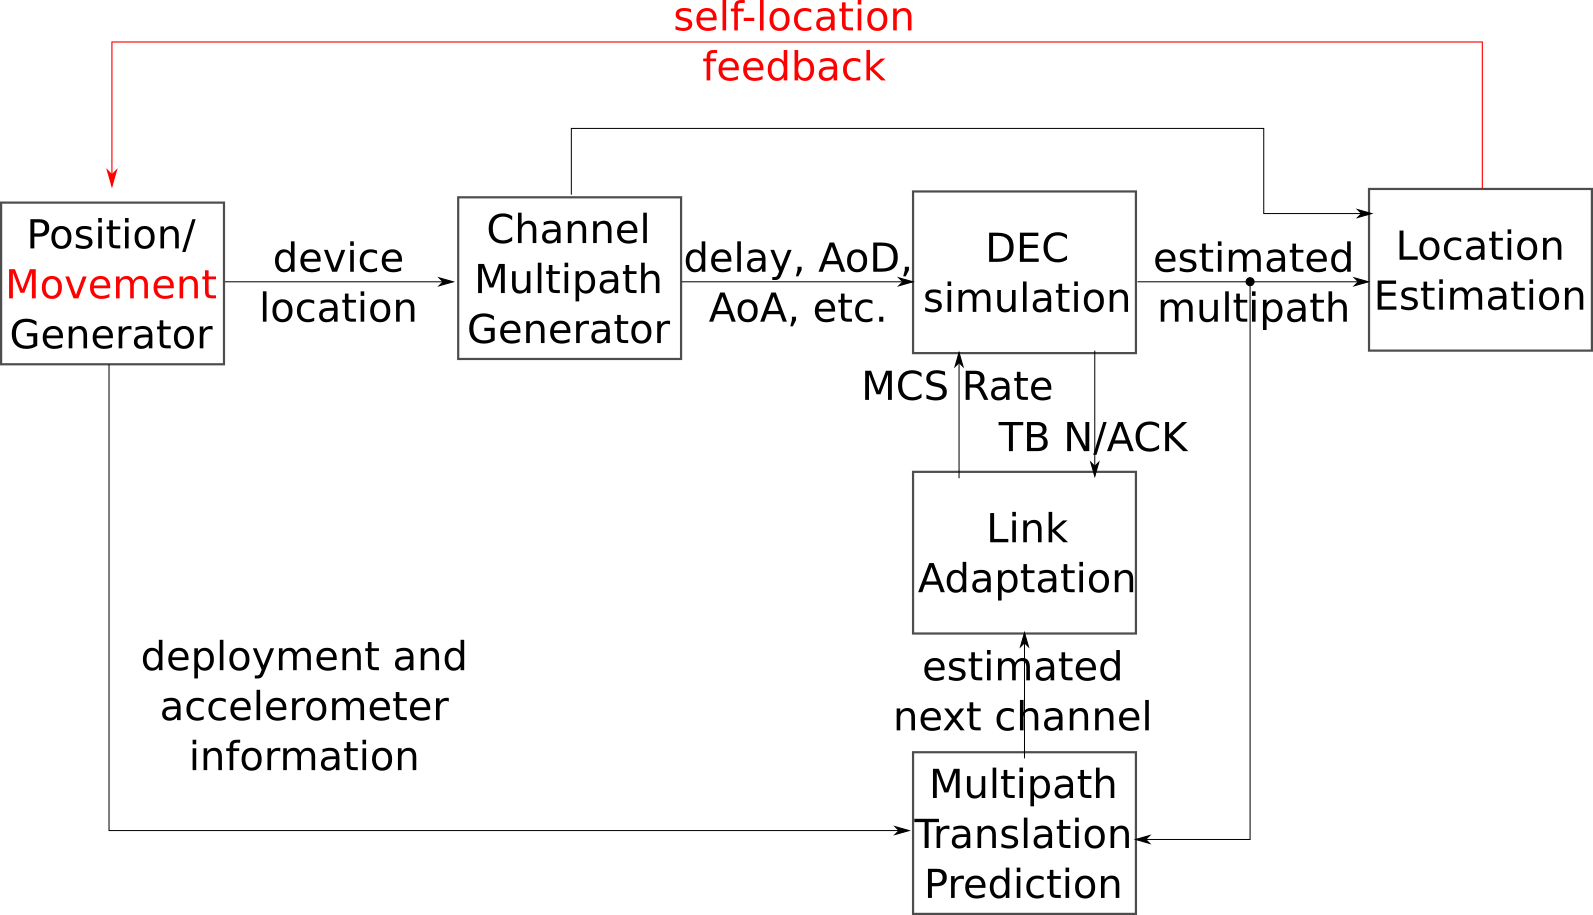 self-location
feedback
Position/
Movement
Generator
device
location
Channel
Multipath
Generator
delay, AoD,
AoA, etc.
DEC
simulation
estimated
multipath
Location
Estimation
MCS Rate
TB N/ACK
Link
Adaptation
estimated
next channel
deployment and
accelerometer
information
Multipath
Translation
Prediction